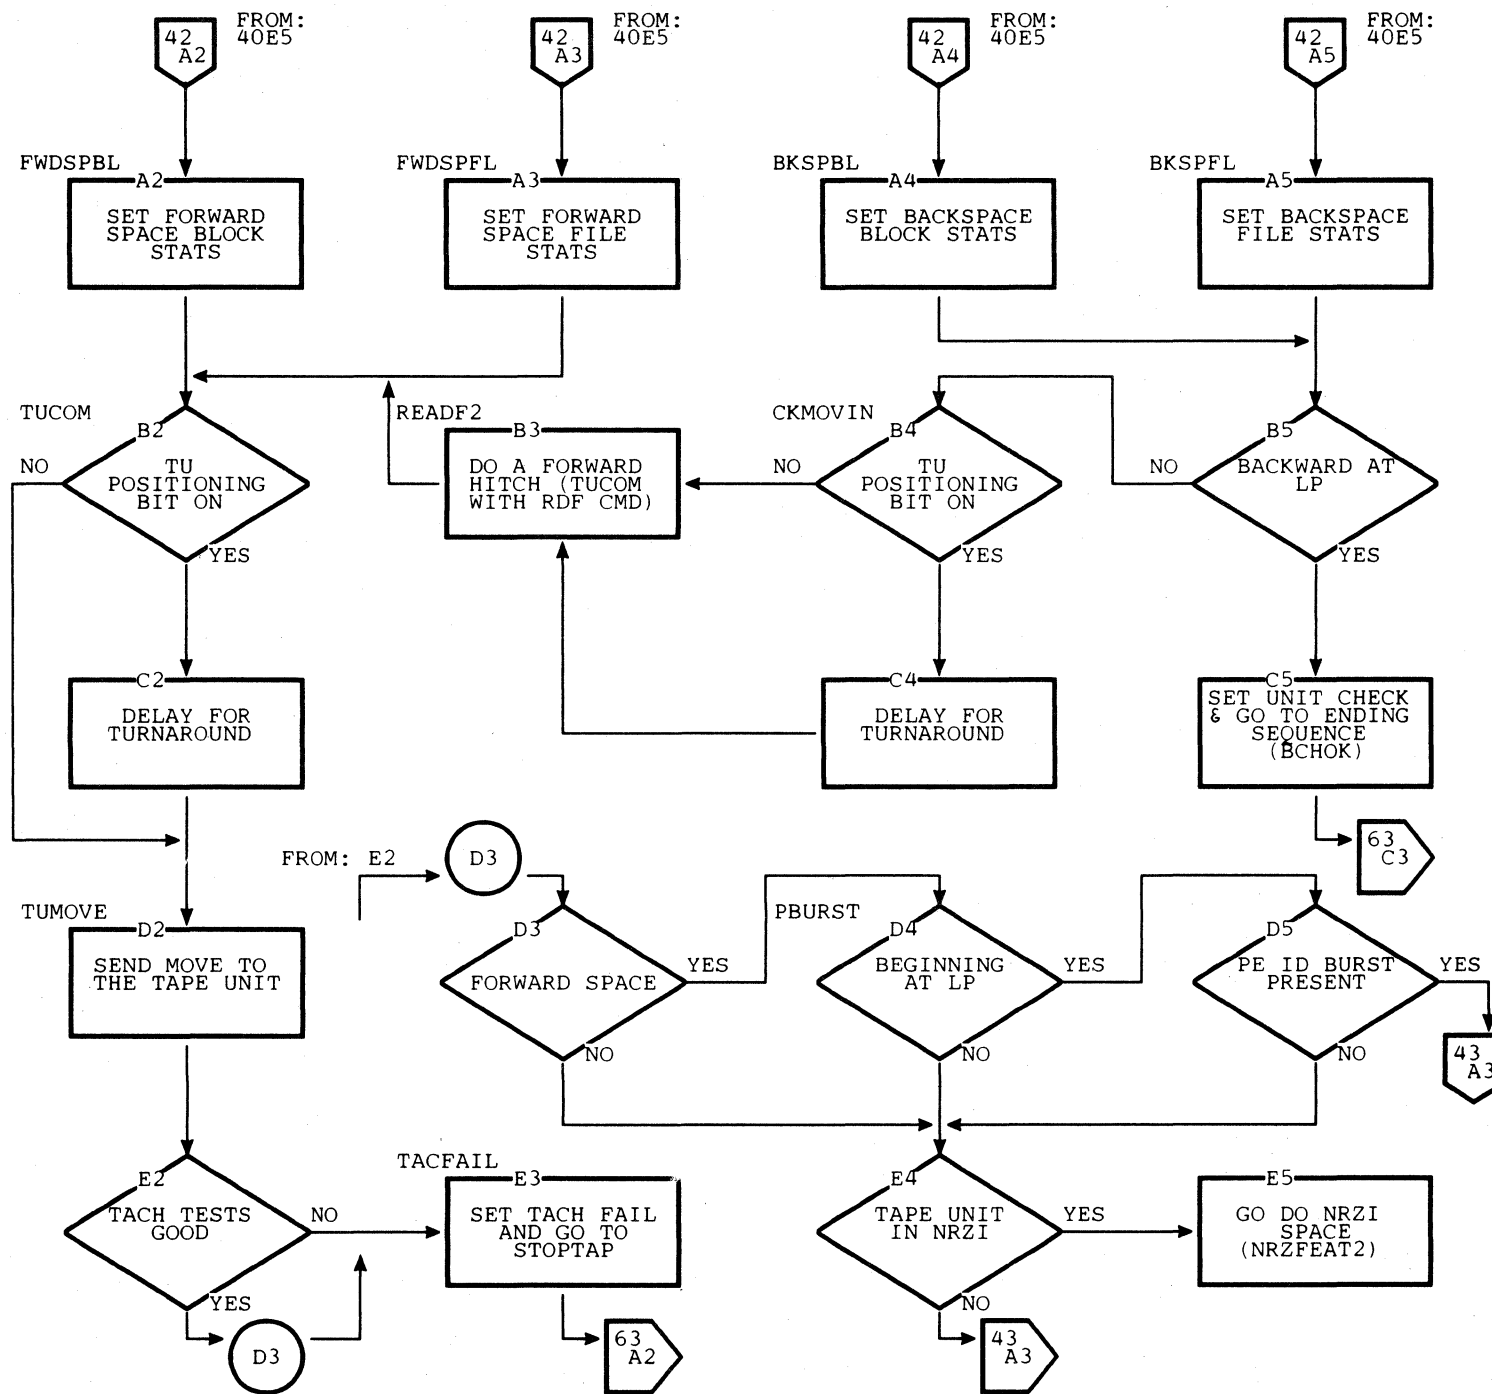 42
A2
FROM:
40E5
42
A3
FROM:
40E5
42
A4
FROM:
40E5
42
A5
FROM:
40E5
FWDSPBL
A2
SET FORWARD
SPACE BLOCK
STATS
FWDSPFL
A3
SET FORWARD
SPACE FILE
STATS
BKSPBL
A4
SET BACKSPACE
BLOCK STATS
BKSPFL
A5
SET BACKSPACE
FILE STATS
TUCOM
B2
TU
POSITIONING
BIT ON
NO
YES
READF2
B3
DO A FORWARD
HITCH (TUCOM
WITH RDF CMD)
CKMOVIN
B4
TU
POSITIONING
BIT ON
NO
YES
B5
BACKWARD AT
LP
NO
YES
C2
DELAY FOR
TURNAROUND
C4
DELAY FOR
TURNAROUND
C5
SET UNIT CHECK
& GO TO ENDING
SEQUENCE
(BCHOK)
63
C3
FROM: E2
D3
TUMOVE
D2
SEND MOVE TO
THE TAPE UNIT
D3
FORWARD SPACE
YES
NO
PBURST
D4
BEGINNING
AT LP
YES
NO
D5
PE ID BURST
PRESENT
YES
NO
43
A3
E2
TACH TESTS
GOOD
NO
YES
D3
TACFAIL
E3
SET TACH FAIL
AND GO TO
STOPTAP
63
A2
E4
TAPE UNIT
IN NRZI
YES
NO
43
A3
E5
GO DO NRZI
SPACE
(NRZFEAT2)